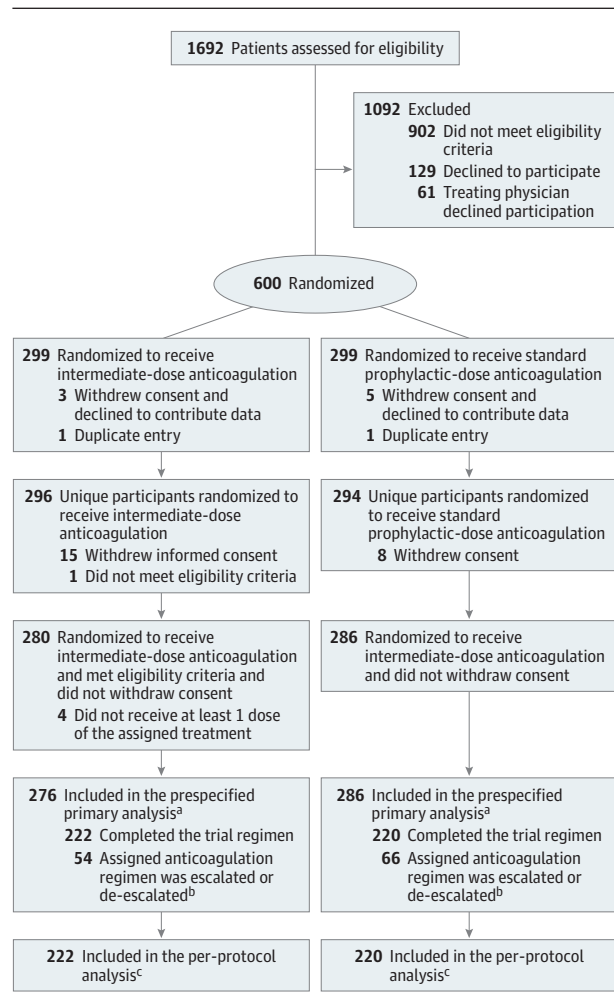 1692 Patients assessed for eligibility
1092 Excluded
902 Did not meet eligibility
criteria
129 Declined to participate
61 Treating physician
declined participation
600 Randomized
299 Randomized to receive
intermediate-dose anticoagulation
3 Withdrew consent and
declined to contribute data
1 Duplicate entry
299 Randomized to receive standard
prophylactic-dose anticoagulation
5 Withdrew consent and
declined to contribute data
1 Duplicate entry
296 Unique participants randomized to
receive intermediate-dose
anticoagulation
15 Withdrew informed consent
1 Did not meet eligibility criteria
294 Unique participants randomized
to receive standard
prophylactic-dose anticoagulation
8 Withdrew consent
280 Randomized to receive
intermediate-dose anticoagulation
and met eligibility criteria and
did not withdraw consent
4 Did not receive at least 1 dose
of the assigned treatment
286 Randomized to receive
intermediate-dose anticoagulation
and did not withdraw consent
276 Included in the prespecified
primary analysisa
222 Completed the trial regimen
54 Assigned anticoagulation
regimen was escalated or
de-escalatedb
286 Included in the prespecified
primary analysisa
220 Completed the trial regimen
66 Assigned anticoagulation
regimen was escalated or
de-escalatedb
222 Included in the per-protocol
analysisc
220 Included in the per-protocol
analysisc